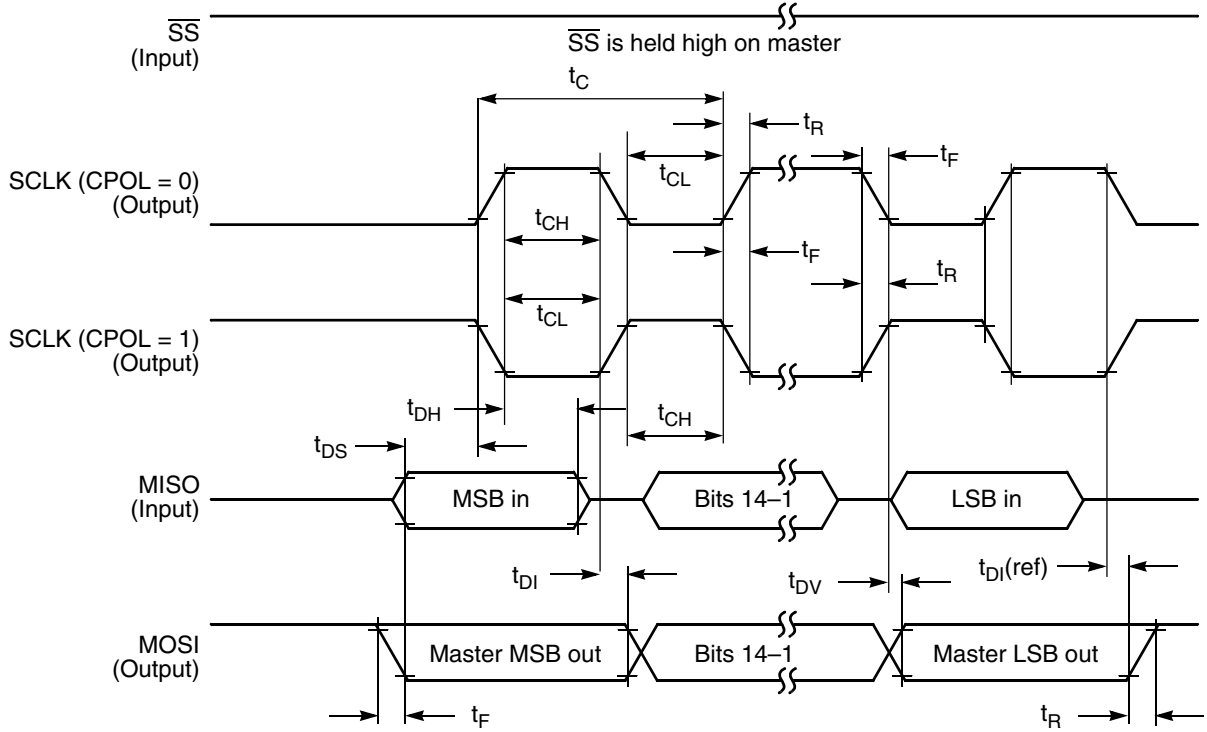 SS
(Input)
SS is held high on master
tC
tR
tF
SCLK (CPOL = 0)
(Output)
tCL
tCH
tF
tR
tCL
SCLK (CPOL = 1)
(Output)
tDH
tCH
tDS
MISO
(Input)
MSB in
Bits 14–1
LSB in
tDI
tDV
tDI(ref)
MOSI
(Output)
Master MSB out
Bits 14–1
Master LSB out
tF
tR